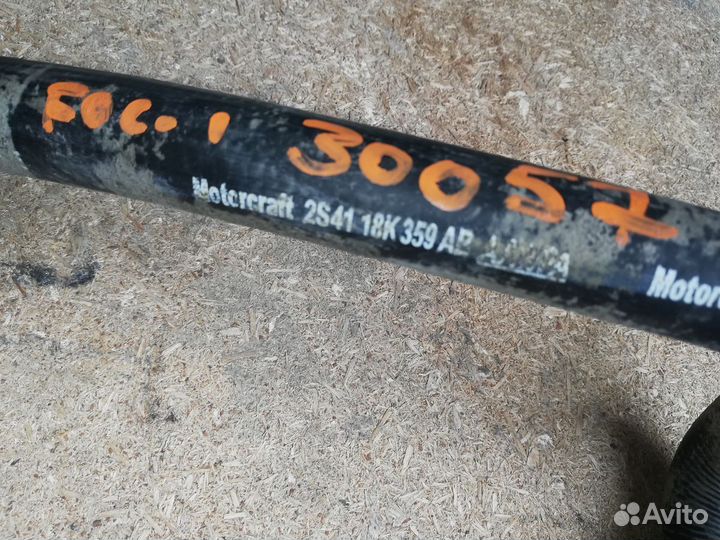 FOC-1 30057
Motorcraft 2S41 18K359 AB
Motor
Avito